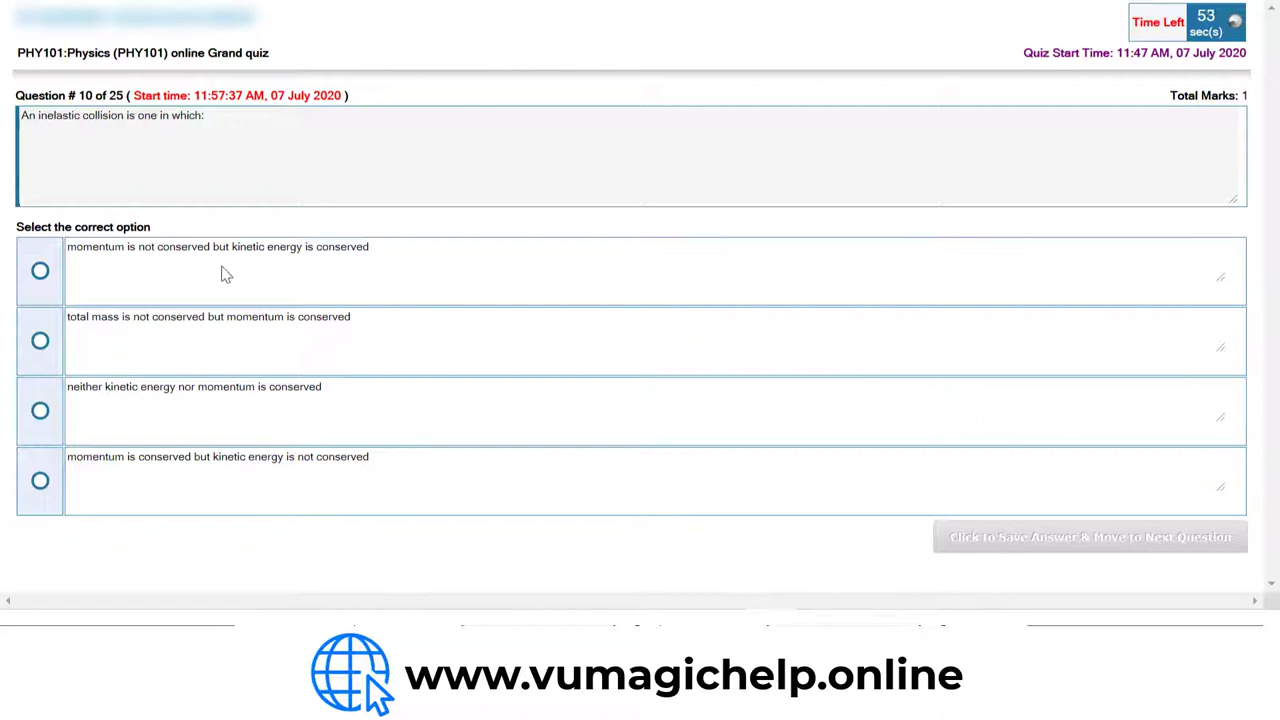 Time Left 53 sec(s)
PHY101:Physics (PHY101) online Grand quiz
Quiz Start Time: 11:47 AM, 07 July 2020
Question # 10 of 25 ( Start time: 11:57:37 AM, 07 July 2020 )
Total Marks: 1
An inelastic collision is one in which:
Select the correct option
momentum is not conserved but kinetic energy is conserved
total mass is not conserved but momentum is conserved
neither kinetic energy nor momentum is conserved
momentum is conserved but kinetic energy is not conserved
Click to Save Answer & Move to Next Question
www.vumagichelp.online